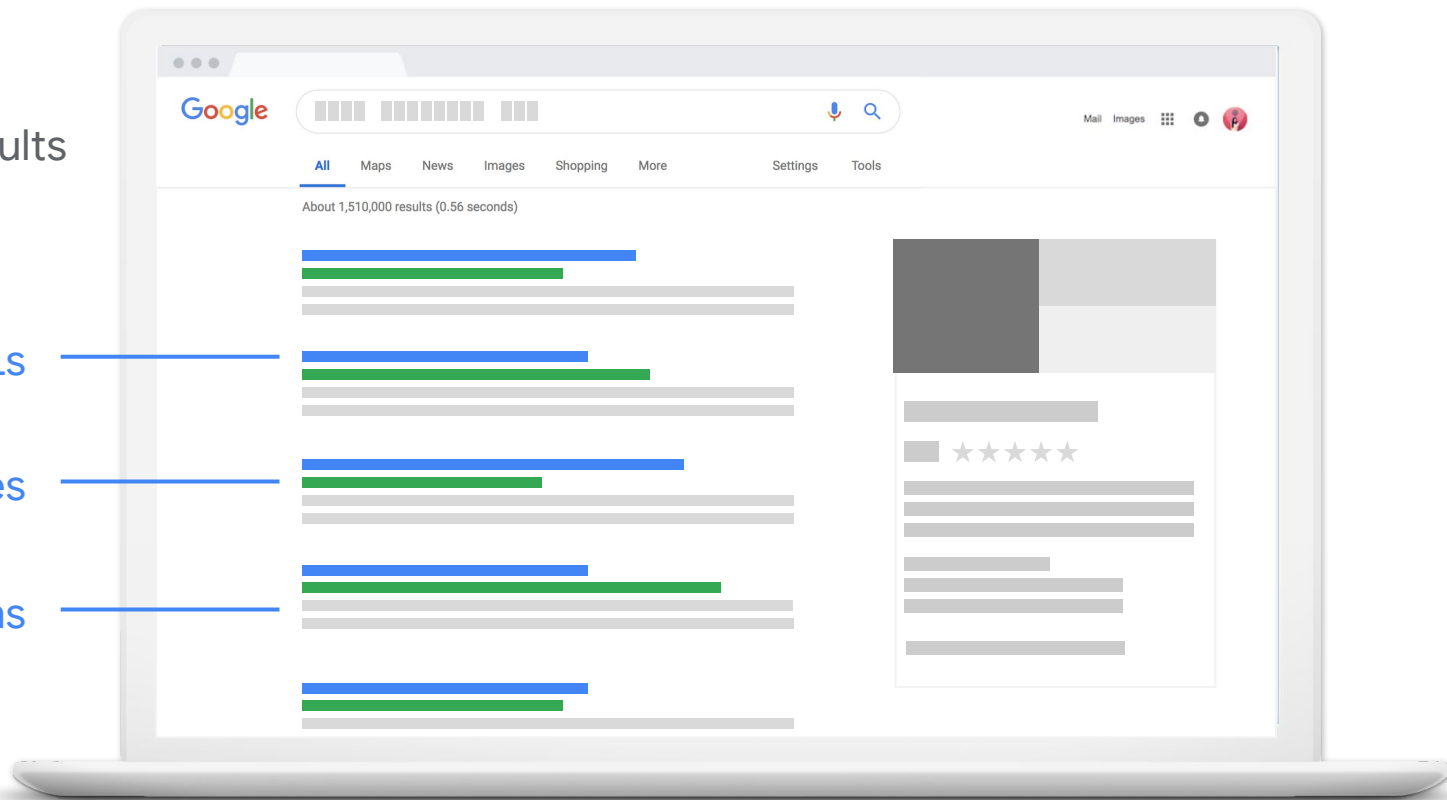 Google
Mail Images
All Maps News Images Shopping More Settings Tools
About 1,510,000 results (0.56 seconds)